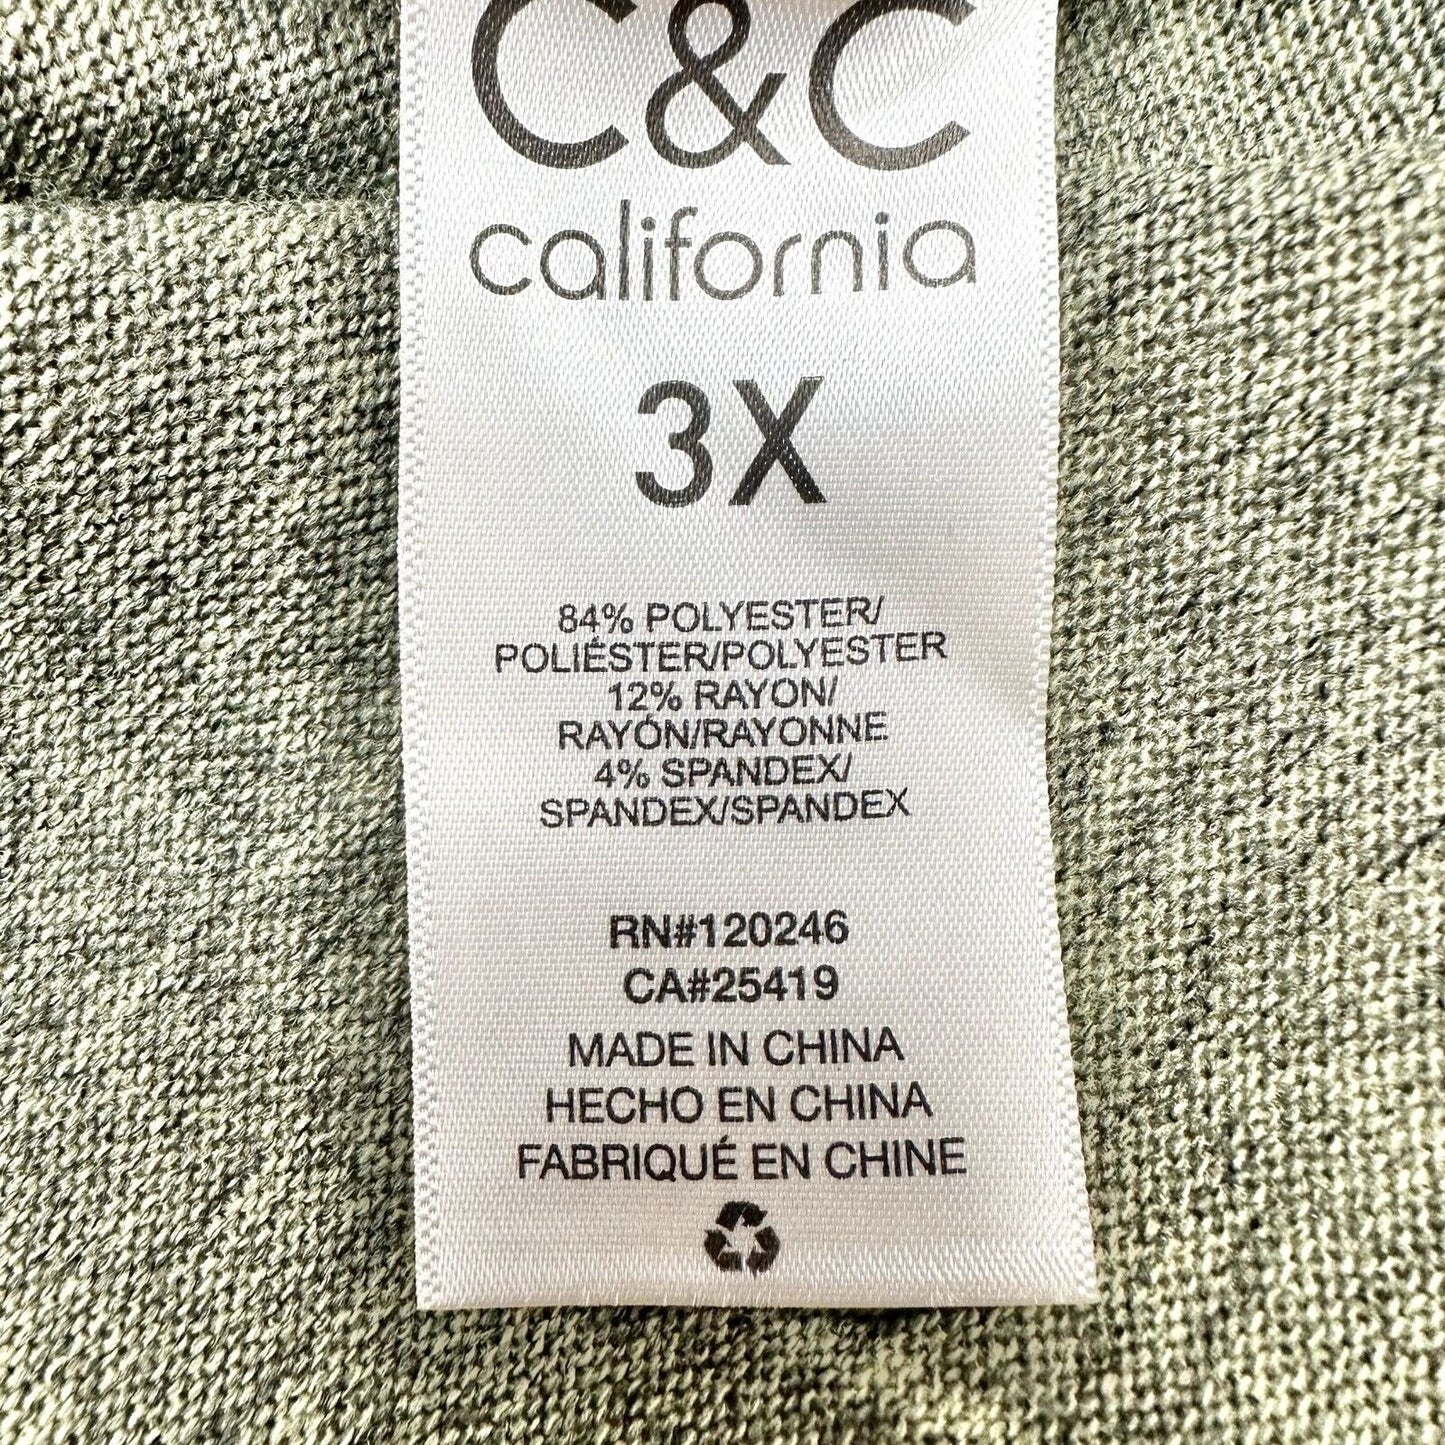 C&C
california
3X
84% POLYESTER/
POLIÉSTER/POLYESTER
12% RAYON/
RAYÓN/RAYONNE
4% SPANDEX/
SPANDEX/SPANDEX
RN#120246
CA#25419
MADE IN CHINA
HECHO EN CHINA
FABRIQUÉ EN CHINE